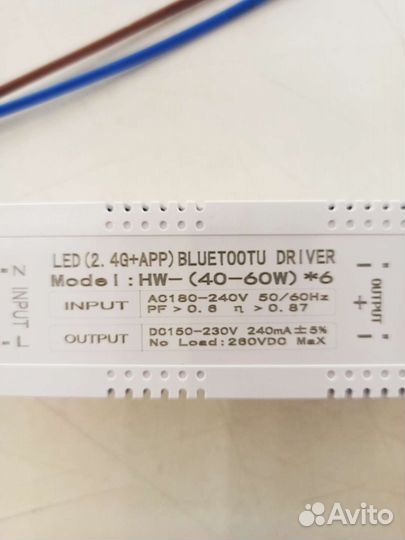 LED(2.4G+APP)BLUETOOTU DRIVER
Model:HW-(40-60W)*6
N INPUT L
INPUT
AC180-240V 50/60Hz
PF>0.6 η>0.87
OUTPUT
DC150-230V 240mA±5%
No Load:260VDC MaX
- + -
OUTPUT
Avito